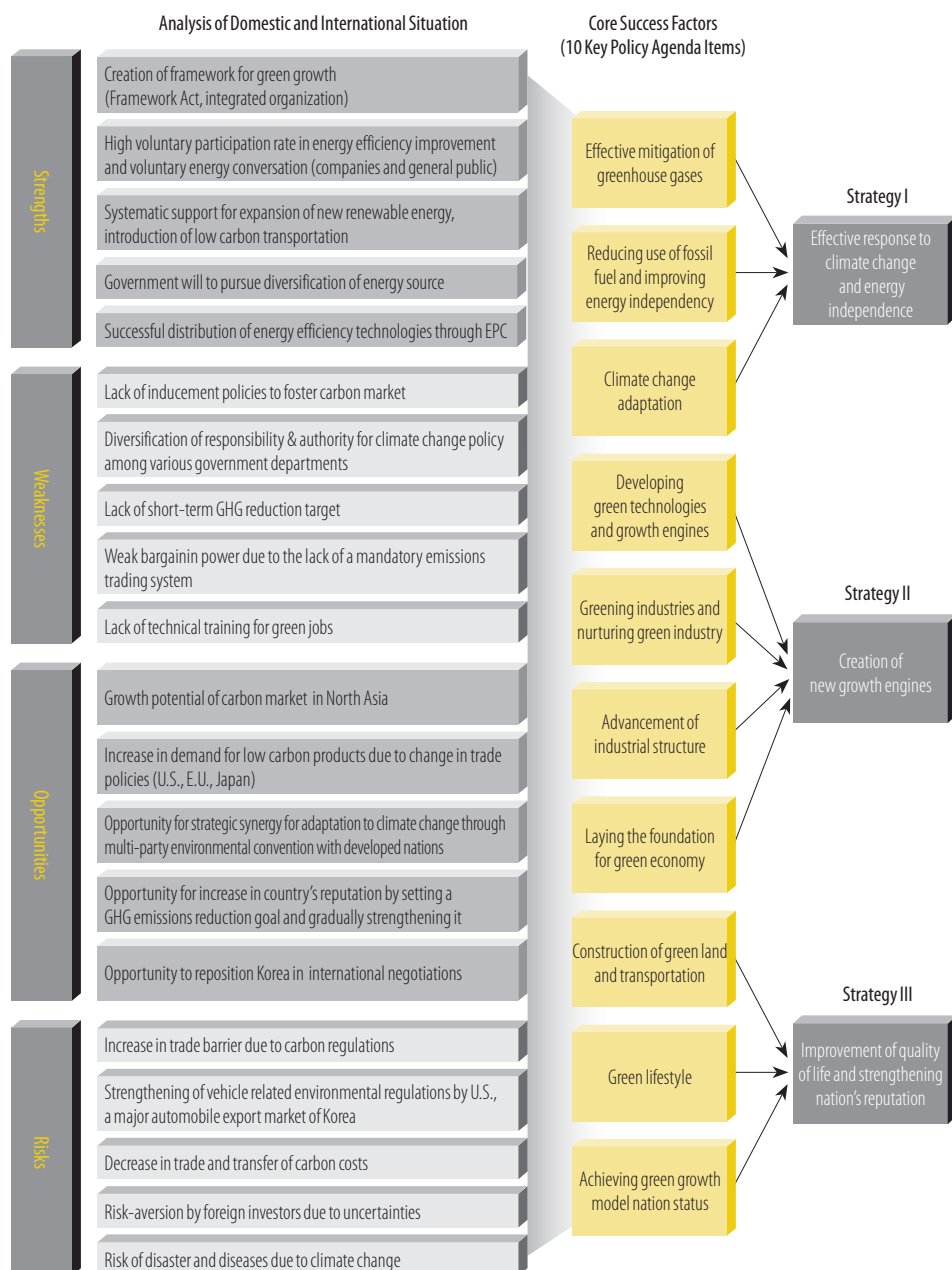 Analysis of Domestic and International Situation
Core Success Factors
(10 Key Policy Agenda Items)
Strengths
Creation of framework for green growth
(Framework Act, integrated organization)
High voluntary participation rate in energy efficiency improvement
and voluntary energy conversation (companies and general public)
Systematic support for expansion of new renewable energy,
introduction of low carbon transportation
Government will to pursue diversification of energy source
Successful distribution of energy efficiency technologies through EPC
Weaknesses
Lack of inducement policies to foster carbon market
Diversification of responsibility & authority for climate change policy
among various government departments
Lack of short-term GHG reduction target
Weak bargainin power due to the lack of a mandatory emissions
trading system
Lack of technical training for green jobs
Opportunities
Growth potential of carbon market in North Asia
Increase in demand for low carbon products due to change in trade
policies (U.S., E.U., Japan)
Opportunity for strategic synergy for adaptation to climate change through
multi-party environmental convention with developed nations
Opportunity for increase in country's reputation by setting a
GHG emissions reduction goal and gradually strengthening it
Opportunity to reposition Korea in international negotiations
Risks
Increase in trade barrier due to carbon regulations
Strengthening of vehicle related environmental regulations by U.S.,
a major automobile export market of Korea
Decrease in trade and transfer of carbon costs
Risk-aversion by foreign investors due to uncertainties
Risk of disaster and diseases due to climate change
Effective mitigation of
greenhouse gases
Reducing use of fossil
fuel and improving
energy independency
Climate change
adaptation
Developing
green technologies
and growth engines
Greening industries and
nurturing green industry
Advancement of
industrial structure
Laying the foundation
for green economy
Construction of green land
and transportation
Green lifestyle
Achieving green growth
model nation status
Strategy I
Effective response to
climate change
and energy
independence
Strategy II
Creation of
new growth engines
Strategy III
Improvement of quality
of life and strengthening
nation's reputation